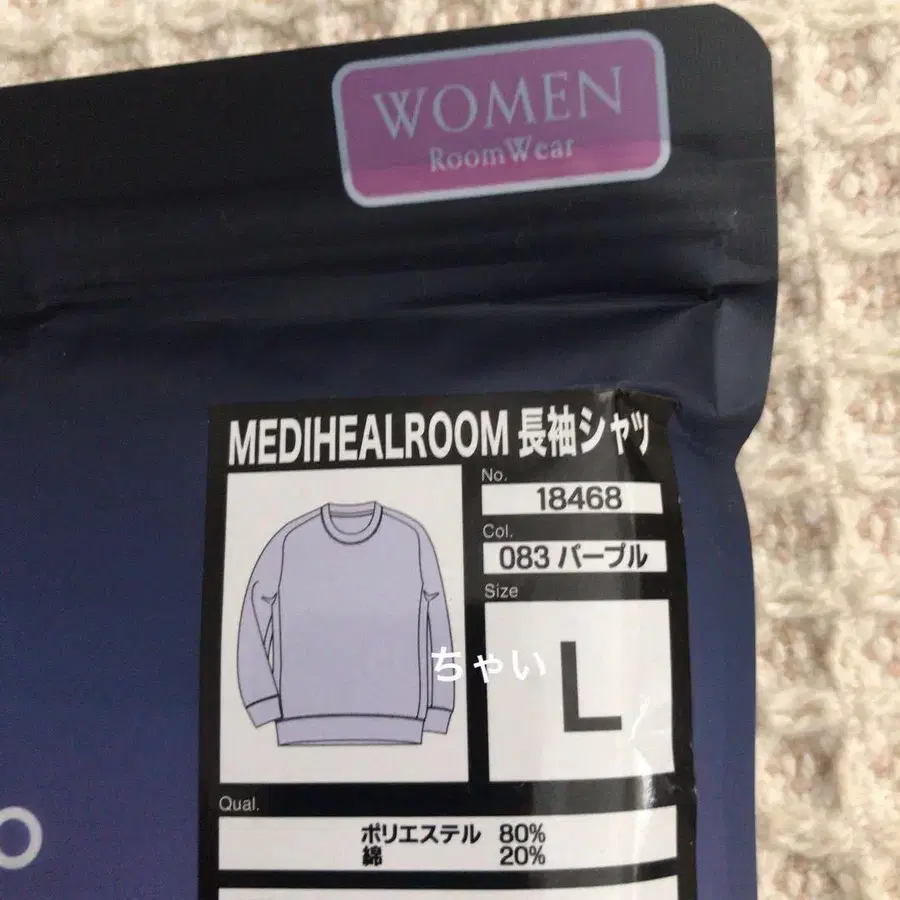 WOMEN
RoomWear
MEDIHEALROOM 長袖シャツ
No.
18468
Col.
083 パープル
Size
L
ちゃい
Qual.
ポリエステル 80%
綿 20%